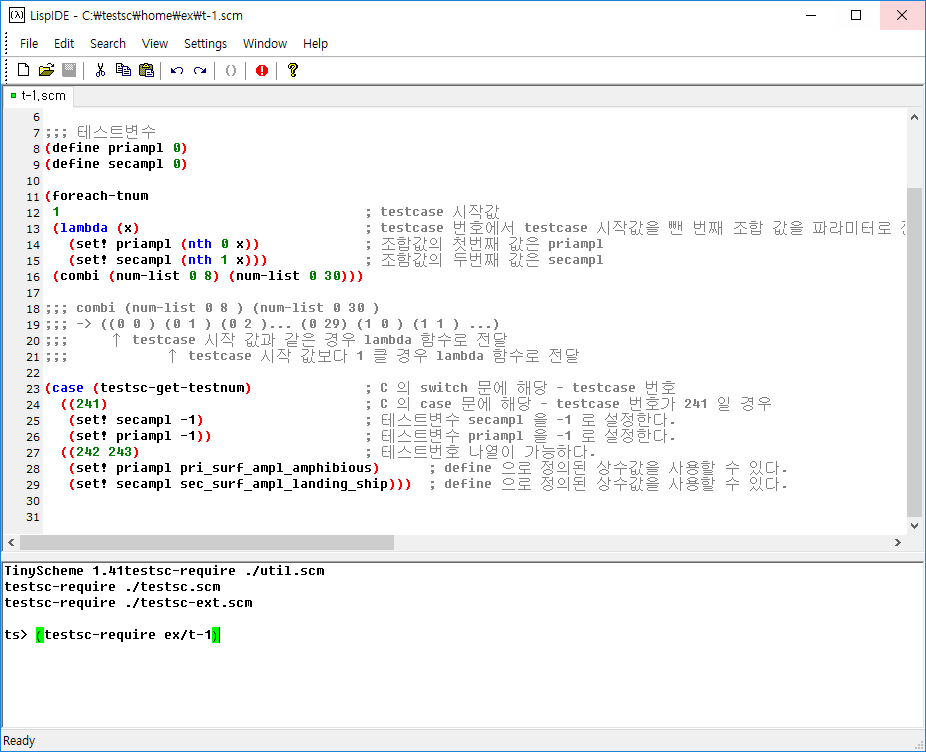 LispIDE - C:₩testsc₩home₩ex₩t-1.scm
File Edit Search View Settings Window Help
t-1.scm
6
7 ;;; 테스트변수
8 (define priampl 0)
9 (define secampl 0)
10
11 (foreach-tnum
12 1 ; testcase 시작값
13 (lambda (x) ; testcase 번호에서 testcase 시작값을 뺀 번째 조합 값을 파라미터로
14 (set! priampl (nth 0 x)) ; 조합값의 첫번째 값은 priampl
15 (set! secampl (nth 1 x))) ; 조합값의 두번째 값은 secampl
16 (combi (num-list 0 8) (num-list 0 30)))
17
18 ;;; combi (num-list 0 8 ) (num-list 0 30 )
19 ;;; -> ((0 0 ) (0 1 ) (0 2 )... (0 29) (1 0 ) (1 1 ) ...)
20 ;;; ↑ testcase 시작 값과 같은 경우 lambda 함수로 전달
21 ;;; ↑ testcase 시작 값보다 1 클 경우 lambda 함수로 전달
22
23 (case (testsc-get-testnum) ; C 의 switch 문에 해당 - testcase 번호
24 ((241) ; C 의 case 문에 해당 - testcase 번호가 241 일 경우
25 (set! secampl -1) ; 테스트변수 secampl 을 -1 로 설정한다.
26 (set! priampl -1)) ; 테스트변수 priampl 을 -1 로 설정한다.
27 ((242 243) ; 테스트번호 나열이 가능하다.
28 (set! priampl pri_surf_ampl_amphibious) ; define 으로 정의된 상수값을 사용할 수 있다.
29 (set! secampl sec_surf_ampl_landing_ship))) ; define 으로 정의된 상수값을 사용할 수 있다.
30
31
TinyScheme 1.41testsc-require ./util.scm
testsc-require ./testsc.scm
testsc-require ./testsc-ext.scm
ts> (testsc-require ex/t-1)
Ready